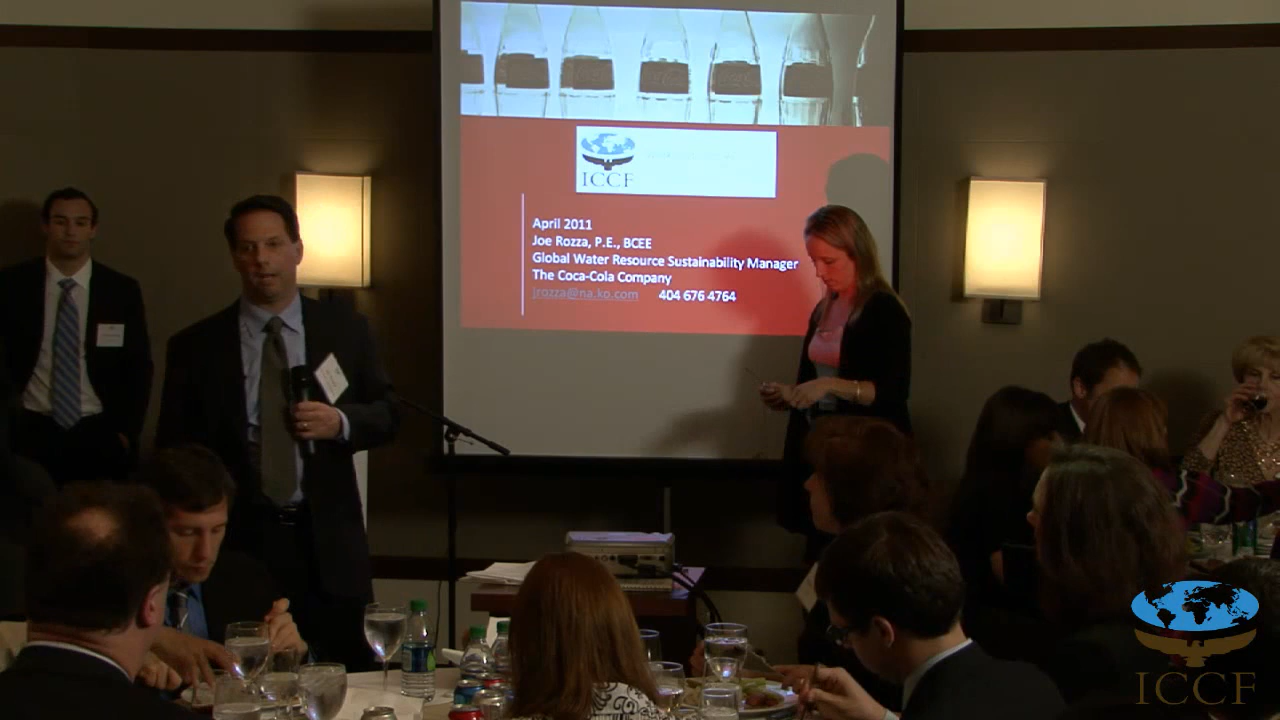 ICCF
April 2011
Joe Rozza, P.E., BCEE
Global Water Resource Sustainability Manager
The Coca-Cola Company
jrozza@na.ko.com 404 676 4764
ICCF